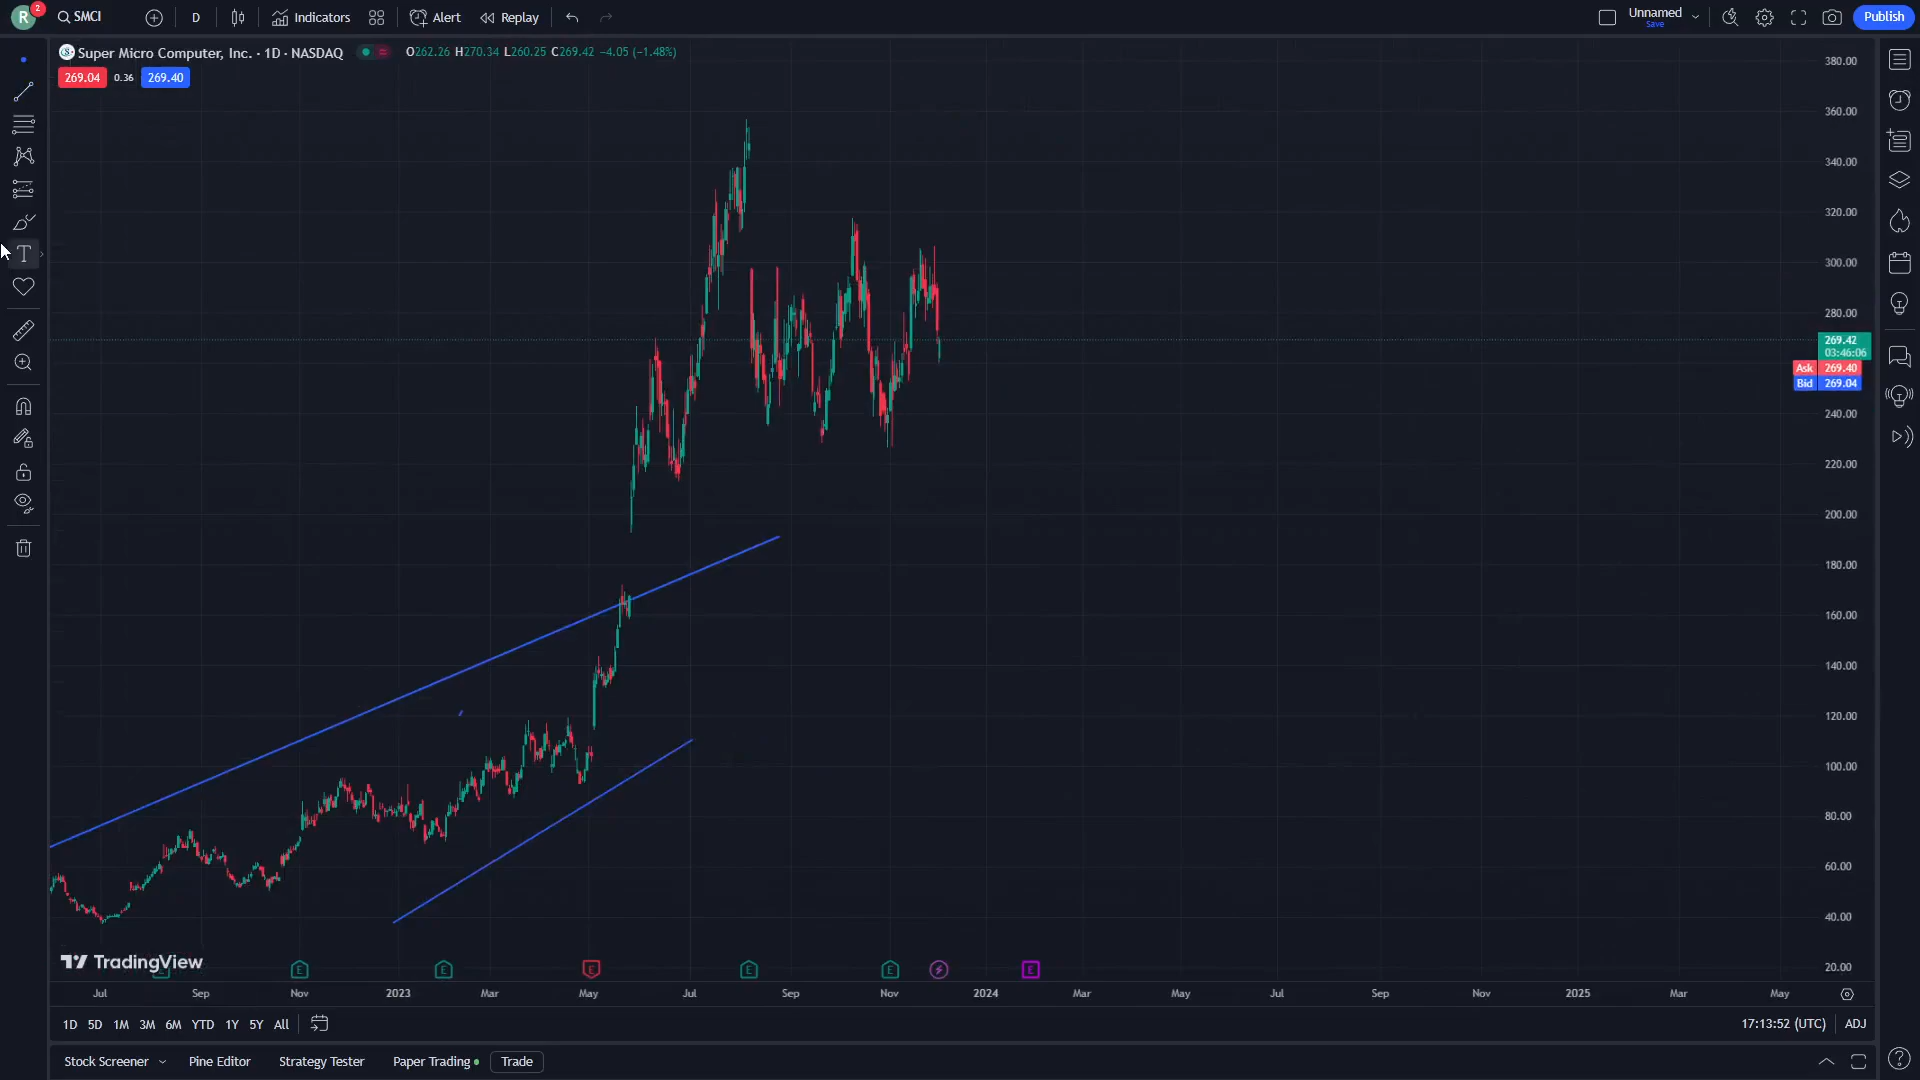 R 2 SMCI D Indicators Alert Replay Unnamed Save Publish
Super Micro Computer, Inc. · 1D · NASDAQ O262.26 H270.34 L260.25 C269.42 −4.05 (−1.48%)
269.04 0.36 269.40
380.00
360.00
340.00
320.00
300.00
280.00
269.42
03:46:06
Ask 269.40
Bid 269.04
240.00
220.00
200.00
180.00
160.00
140.00
120.00
100.00
80.00
60.00
40.00
20.00
TradingView
E E E E E E
Jul Sep Nov 2023 Mar May Jul Sep Nov 2024 Mar May Jul Sep Nov 2025 Mar May
1D 5D 1M 3M 6M YTD 1Y 5Y All 17:13:52 (UTC) ADJ
Stock Screener Pine Editor Strategy Tester Paper Trading Trade